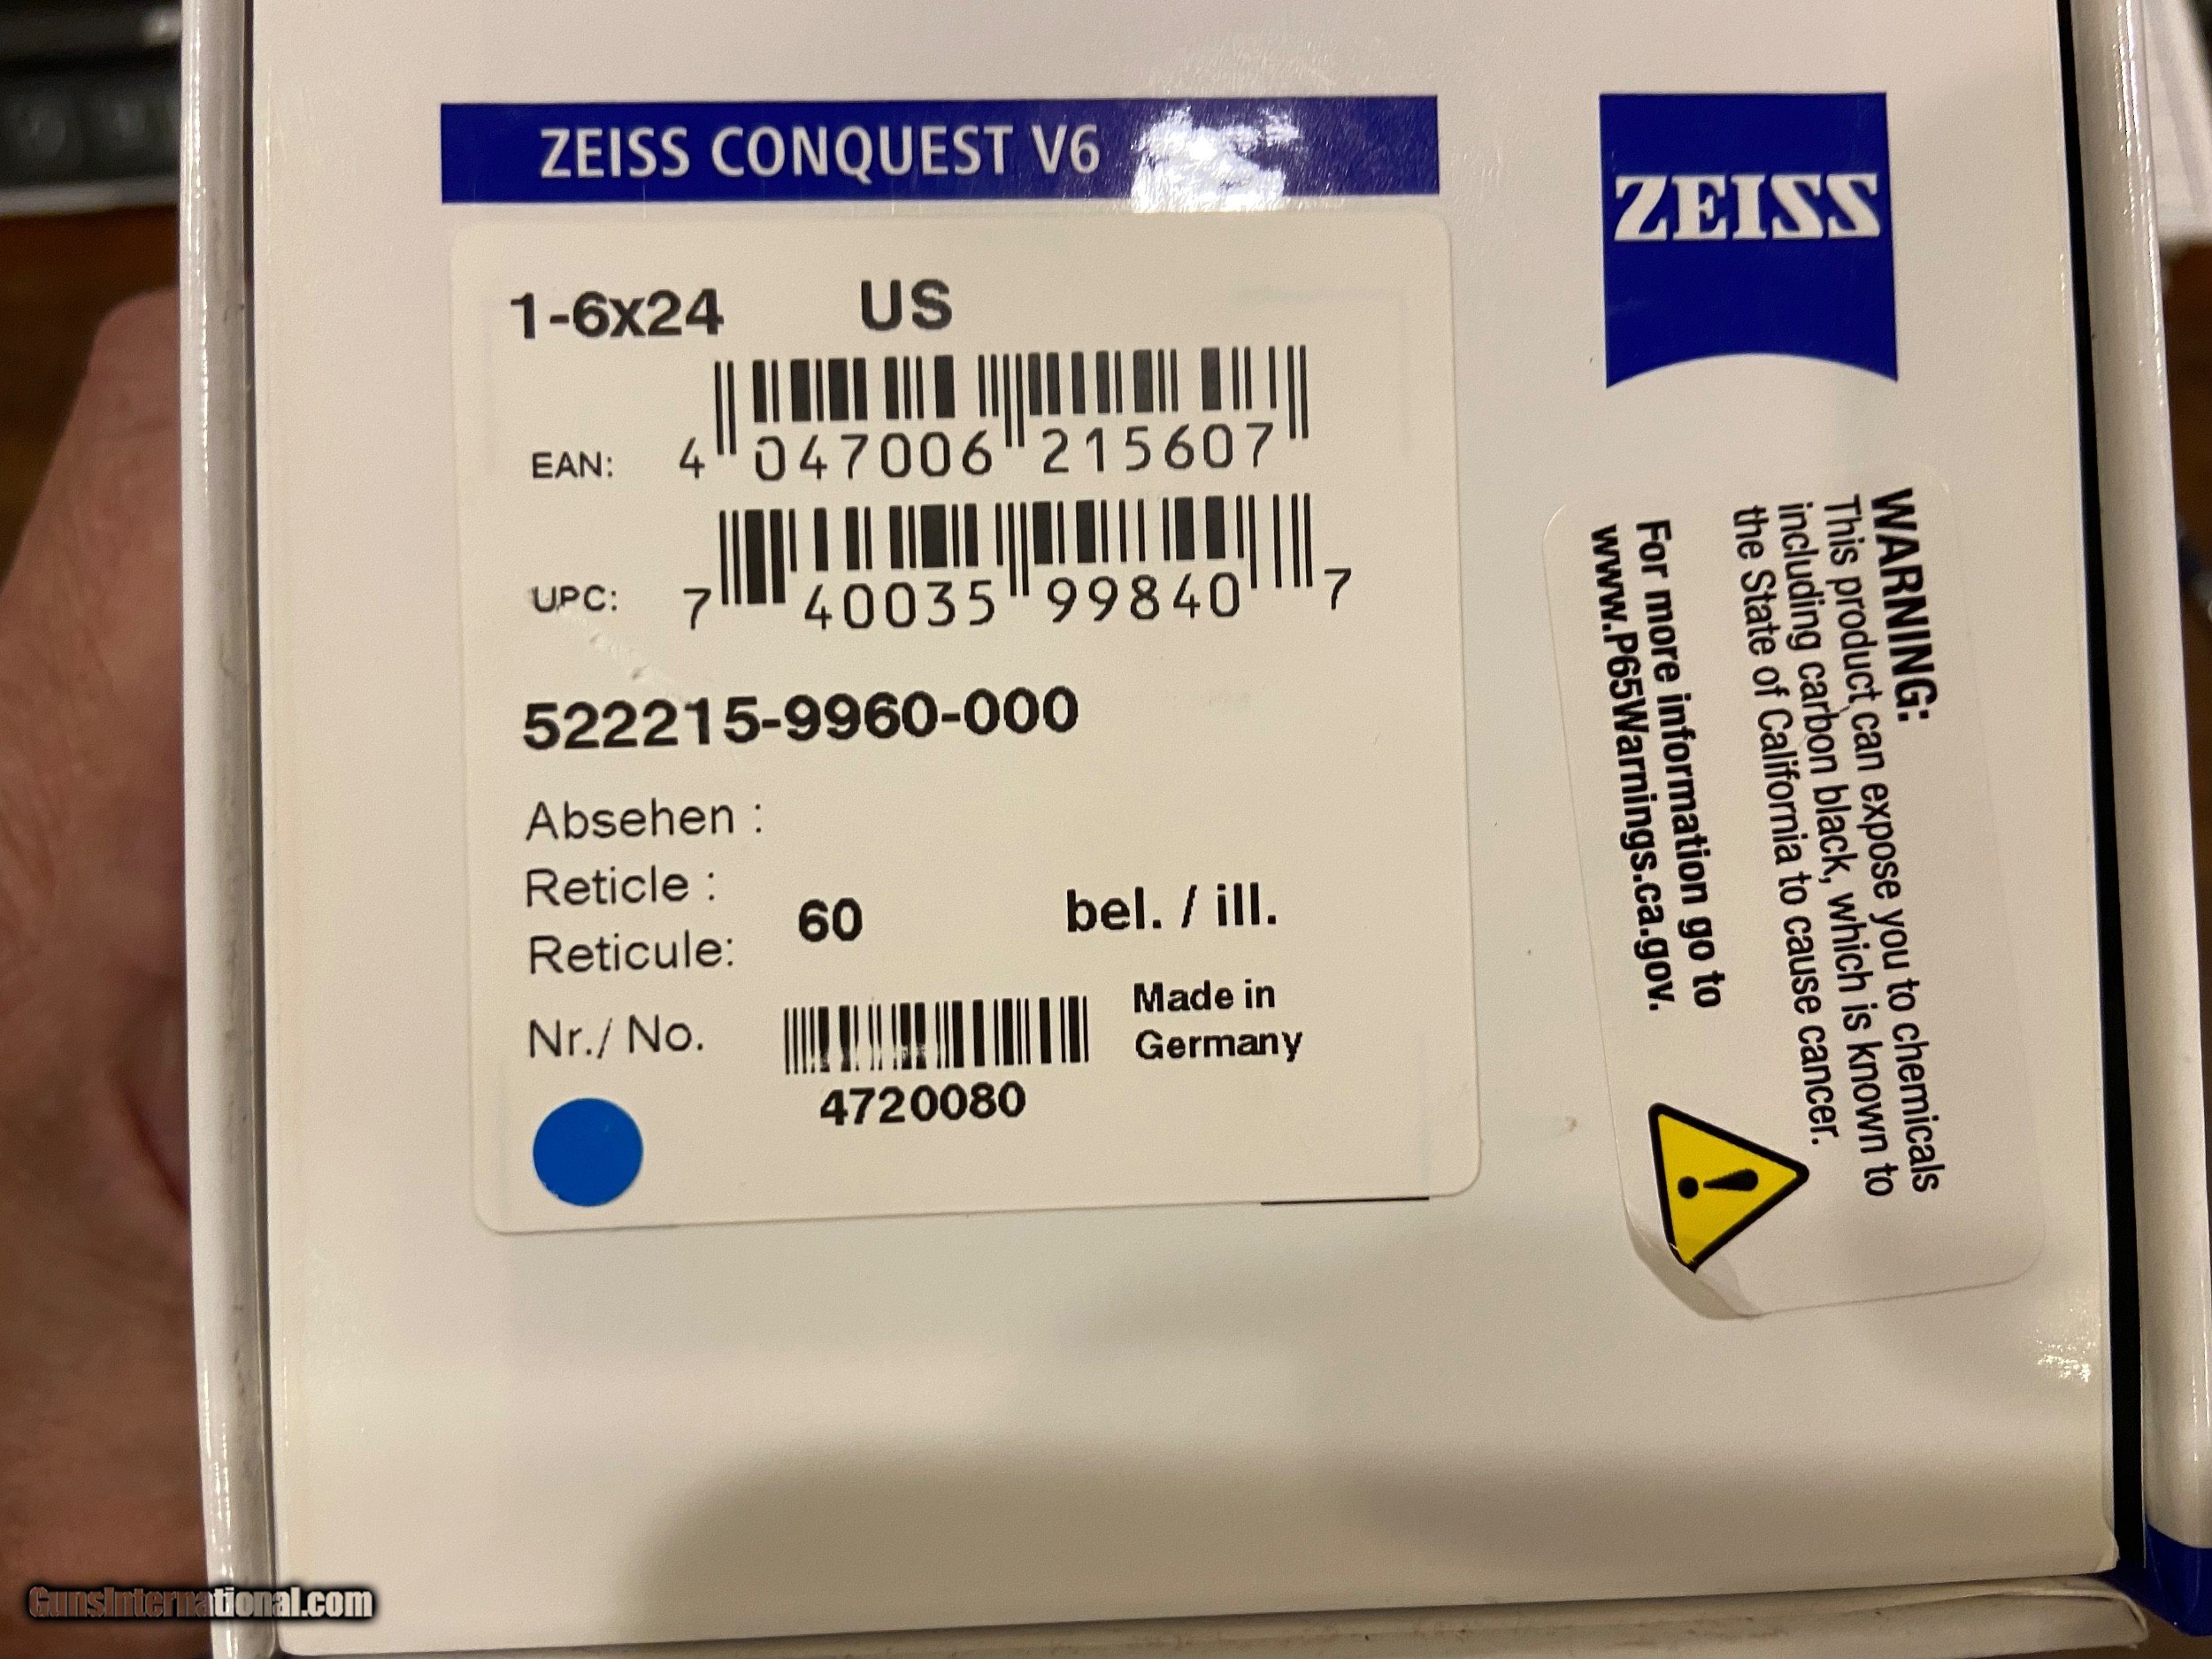 ZEISS CONQUEST V6
ZEISS
1-6x24 US
EAN: 4 047006 215607
UPC: 7 40035 99840 7
522215-9960-000
Absehen :
Reticle :
Reticule: 60 bel. / ill.
Nr./ No.
4720080
Made in
Germany
WARNING:
This product can expose you to chemicals
including carbon black, which is known to
the State of California to cause cancer.
For more information go to
www.P65Warnings.ca.gov.
GunsInternational.com